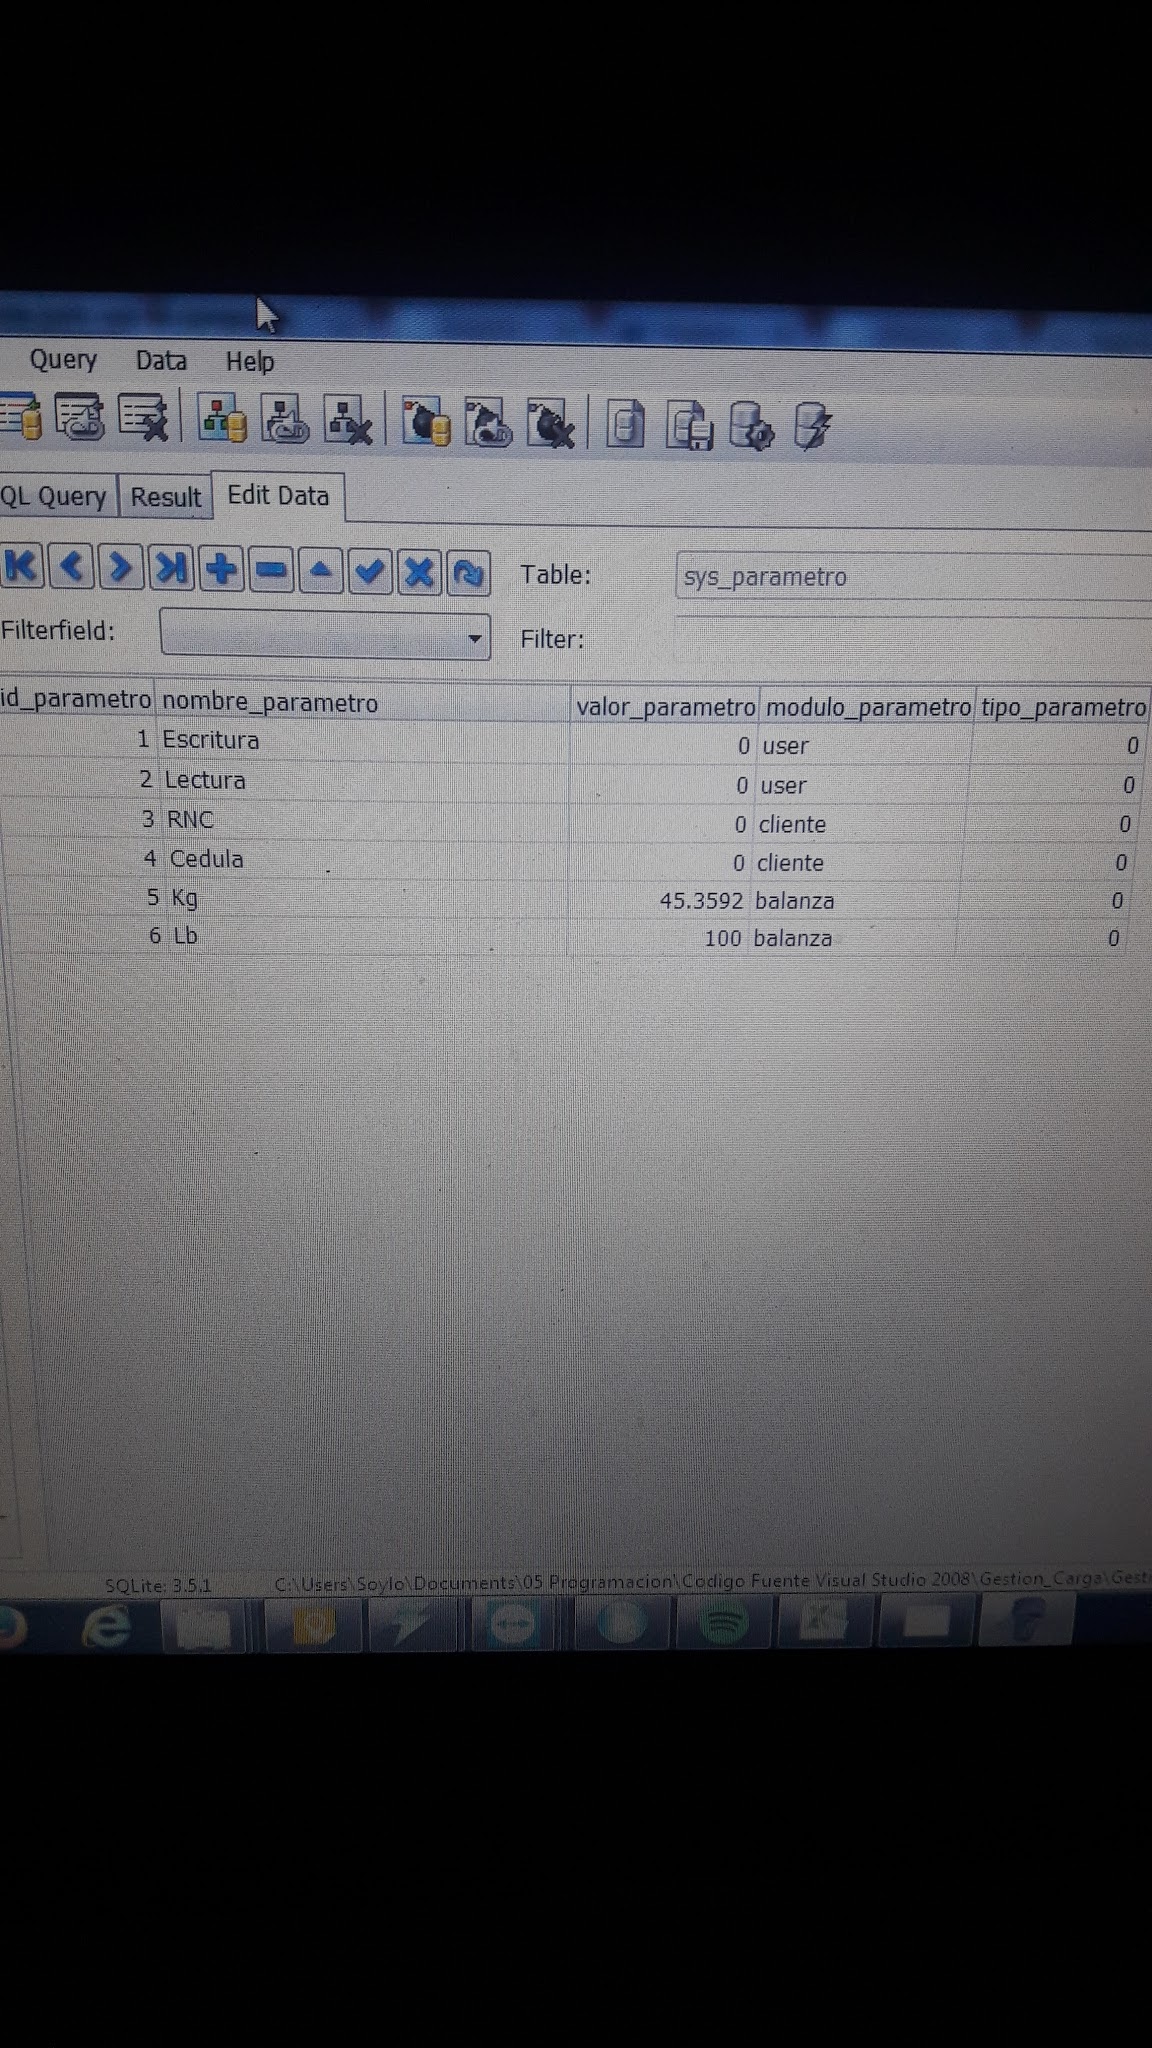 Query Data Help
QL Query Result Edit Data
Table: sys_parametro
Filterfield: Filter:
id_parametro nombre_parametro valor_parametro modulo_parametro tipo_parametro
1 Escritura 0 user 0
2 Lectura 0 user 0
3 RNC 0 cliente 0
4 Cedula 0 cliente 0
5 Kg 45.3592 balanza 0
6 Lb 100 balanza 0
SQLite: 3.5.1 C:\Users\Soylo\Documents\05 Programacion\Codigo Fuente Visual Studio 2008\Gestion_Carga\Gesti